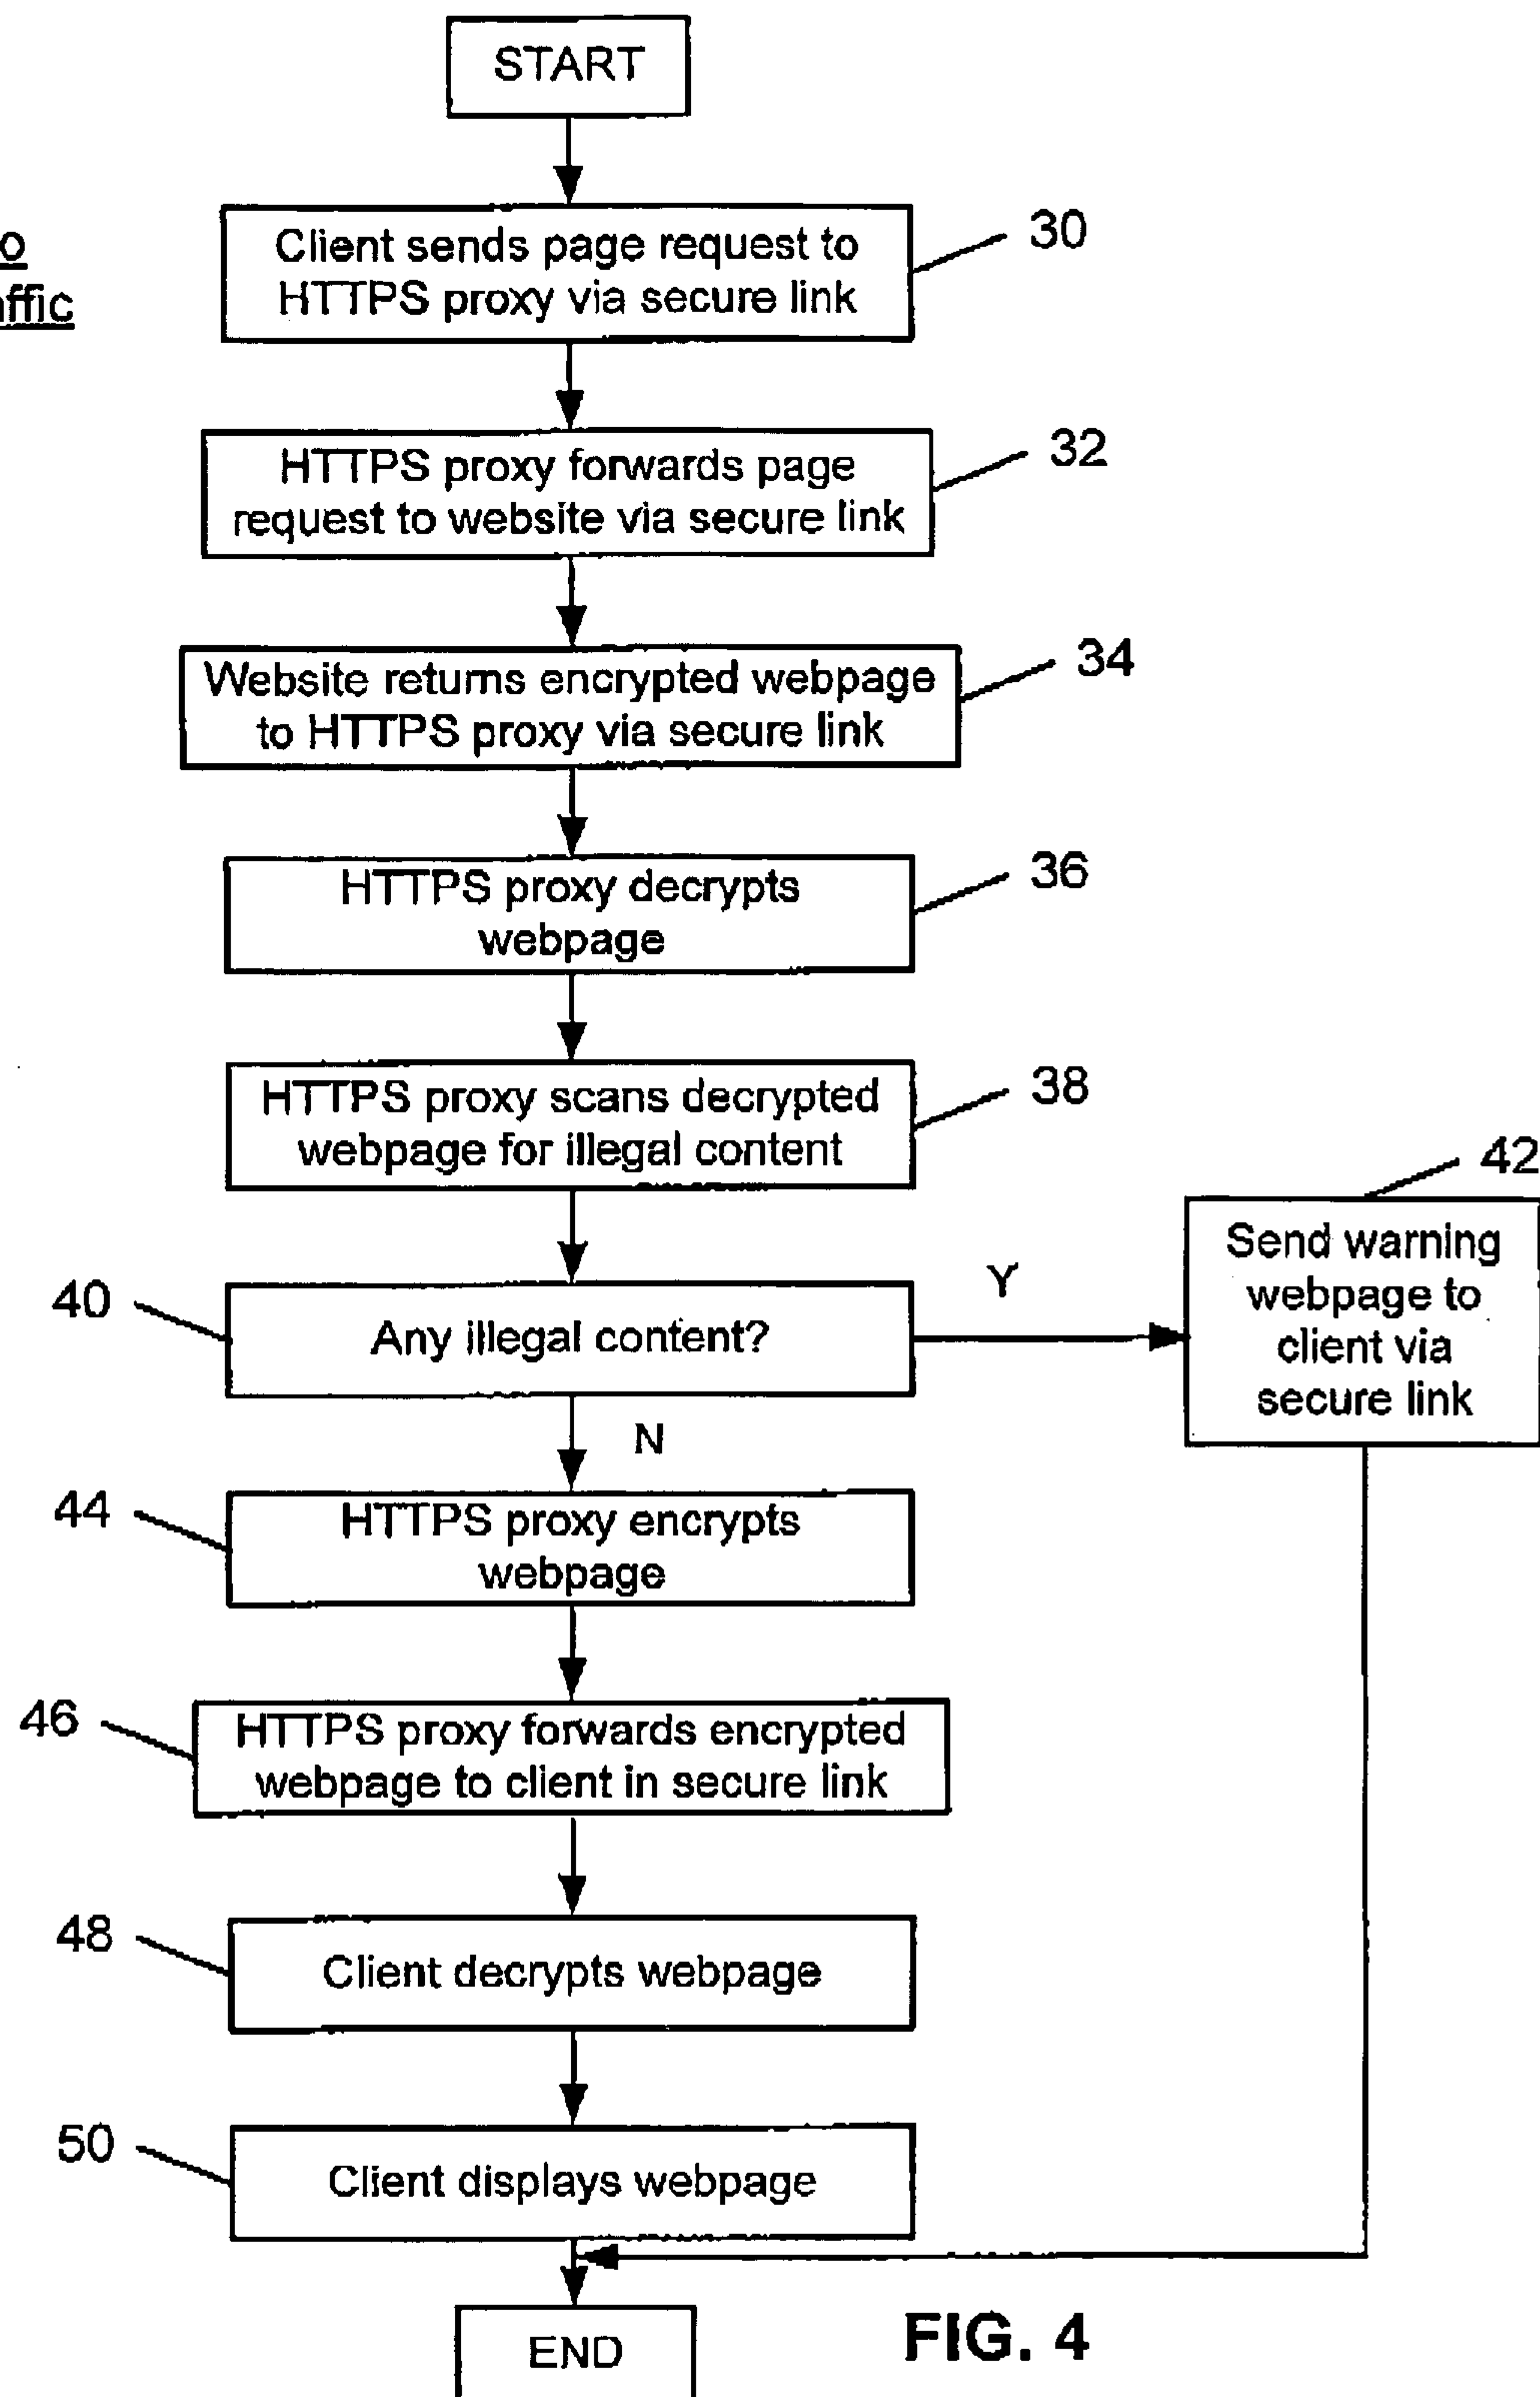 START
Client sends page request to
HTTPS proxy via secure link
30
HTTPS proxy forwards page
request to website via secure link
32
Website returns encrypted webpage
to HTTPS proxy via secure link
34
HTTPS proxy decrypts
webpage
36
HTTPS proxy scans decrypted
webpage for illegal content
38
40
Any illegal content?
Y
42
Send warning
webpage to
client via
secure link
N
44
HTTPS proxy encrypts
webpage
46
HTTPS proxy forwards encrypted
webpage to client in secure link
48
Client decrypts webpage
50
Client displays webpage
END
FIG. 4